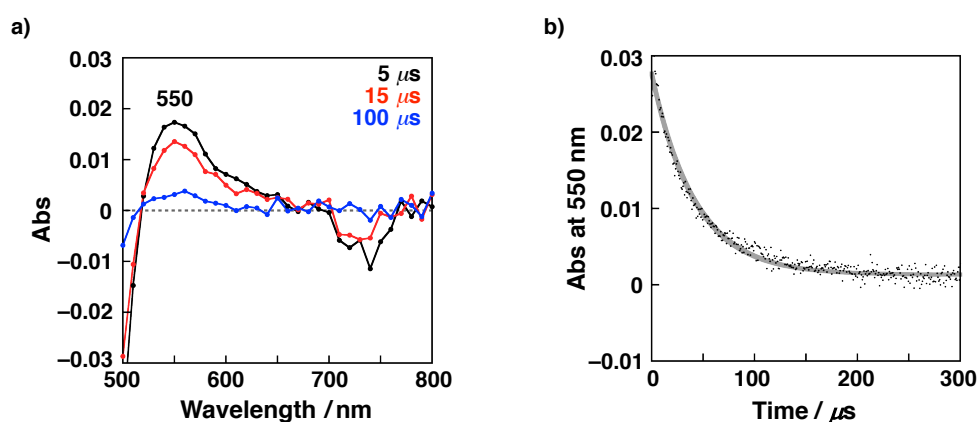 a)
0.03
0.02
0.01
0
−0.01
−0.02
−0.03
Abs
550
5 µs
15 µs
100 µs
500
600
700
800
Wavelength / nm
b)
0.03
0.02
0.01
0
−0.01
Abs at 550 nm
0
100
200
300
Time / µs